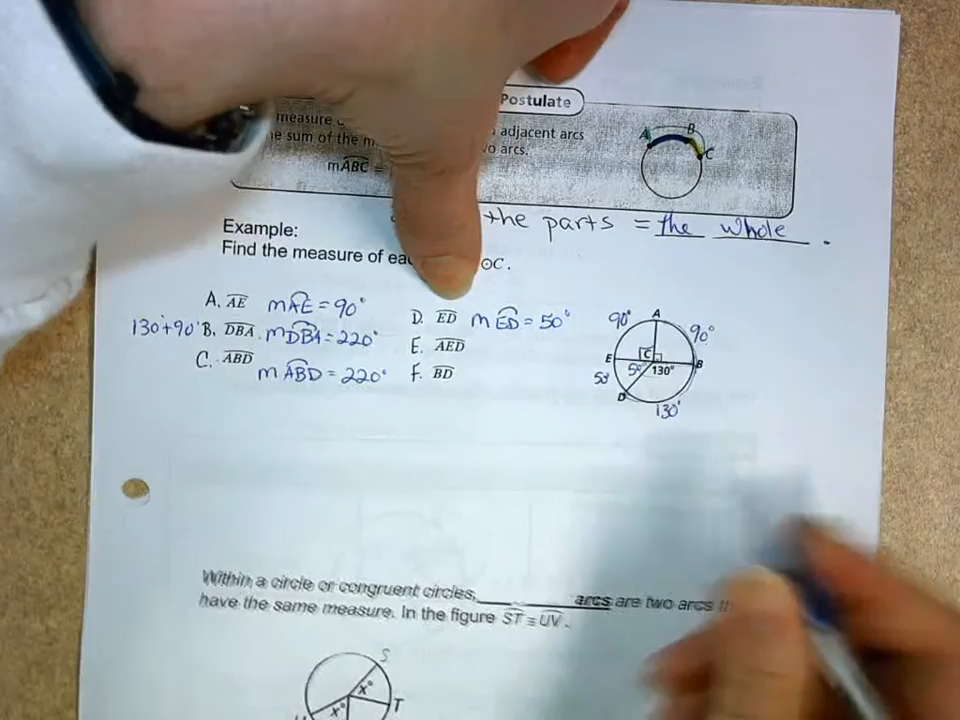 Postulate
measure
adjacent arcs
e sum of the m
vo arcs.
mABC =
A
B
C
the parts = the whole.
Example:
Find the measure of ea ⊙C.
A. AE mAE = 90°
D. ED mED = 50°
130+90° B. DBA mDBA = 220°
E. AED
C. ABD mABD = 220°
F. BD
90° A 90°
E C B
50° 50° 130°
D 130°
Within a circle or congruent circles, ________ arcs are two arcs
have the same measure. In the figure ST ≅ UV.
S
x°
x° T